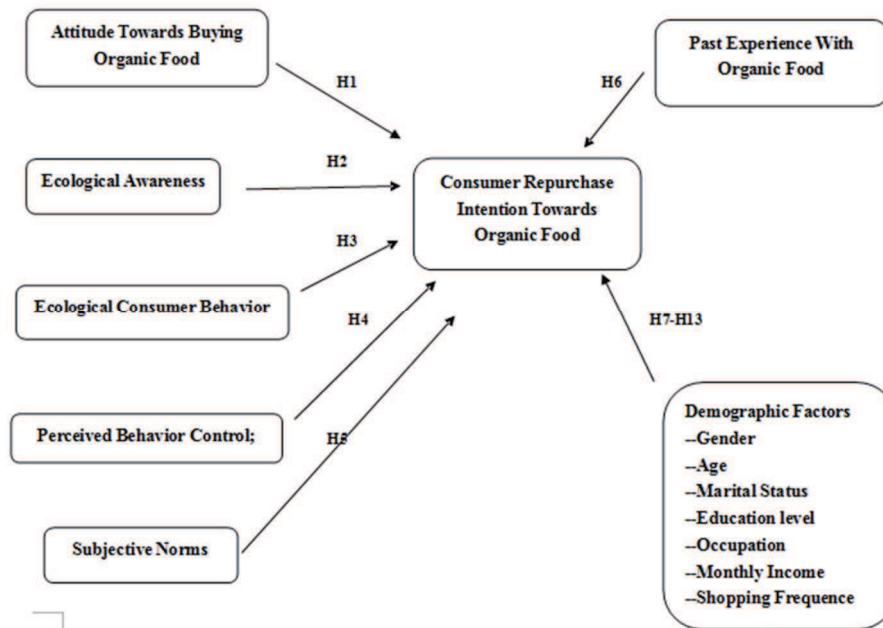 Attitude Towards Buying
Organic Food
H1
Past Experience With
Organic Food
H6
Ecological Awareness
H2
Consumer Repurchase
Intention Towards
Organic Food
H3
Ecological Consumer Behavior
H4
H7-H13
Perceived Behavior Control;
H5
Subjective Norms
Demographic Factors
--Gender
--Age
--Marital Status
--Education level
--Occupation
--Monthly Income
--Shopping Frequence